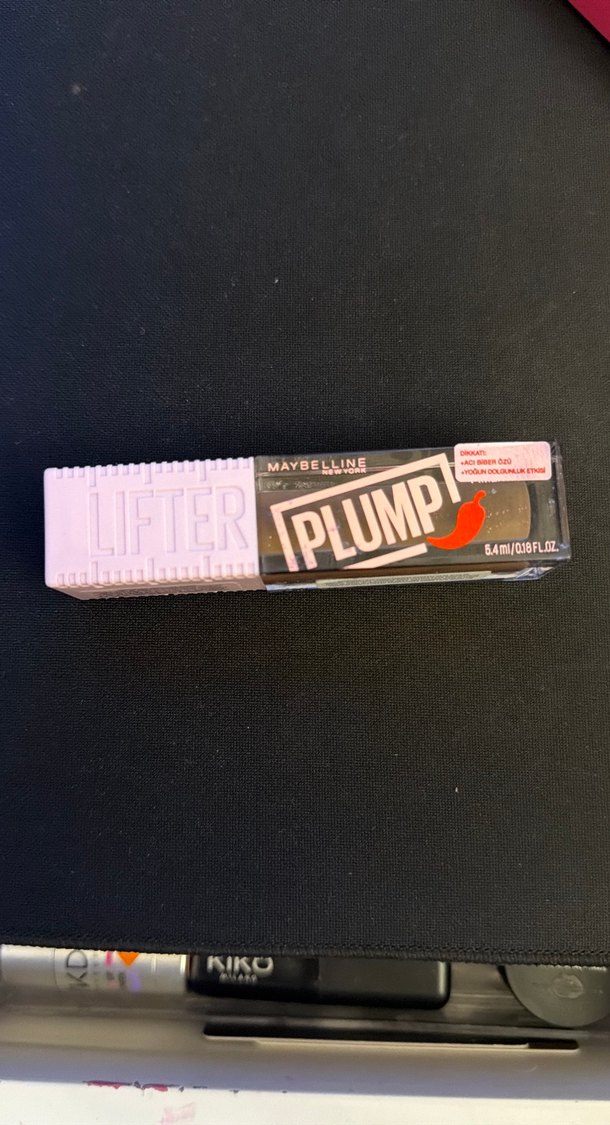 LIFTER
MAYBELLINE
NEW YORK
PLUMP
DİKKAT!:
+ACI BİBER ÖZÜ
+YOĞUN DOLGUNLUK ETKİSİ
5.4 ml/0.18 FL.OZ.
KIKO
MILANO